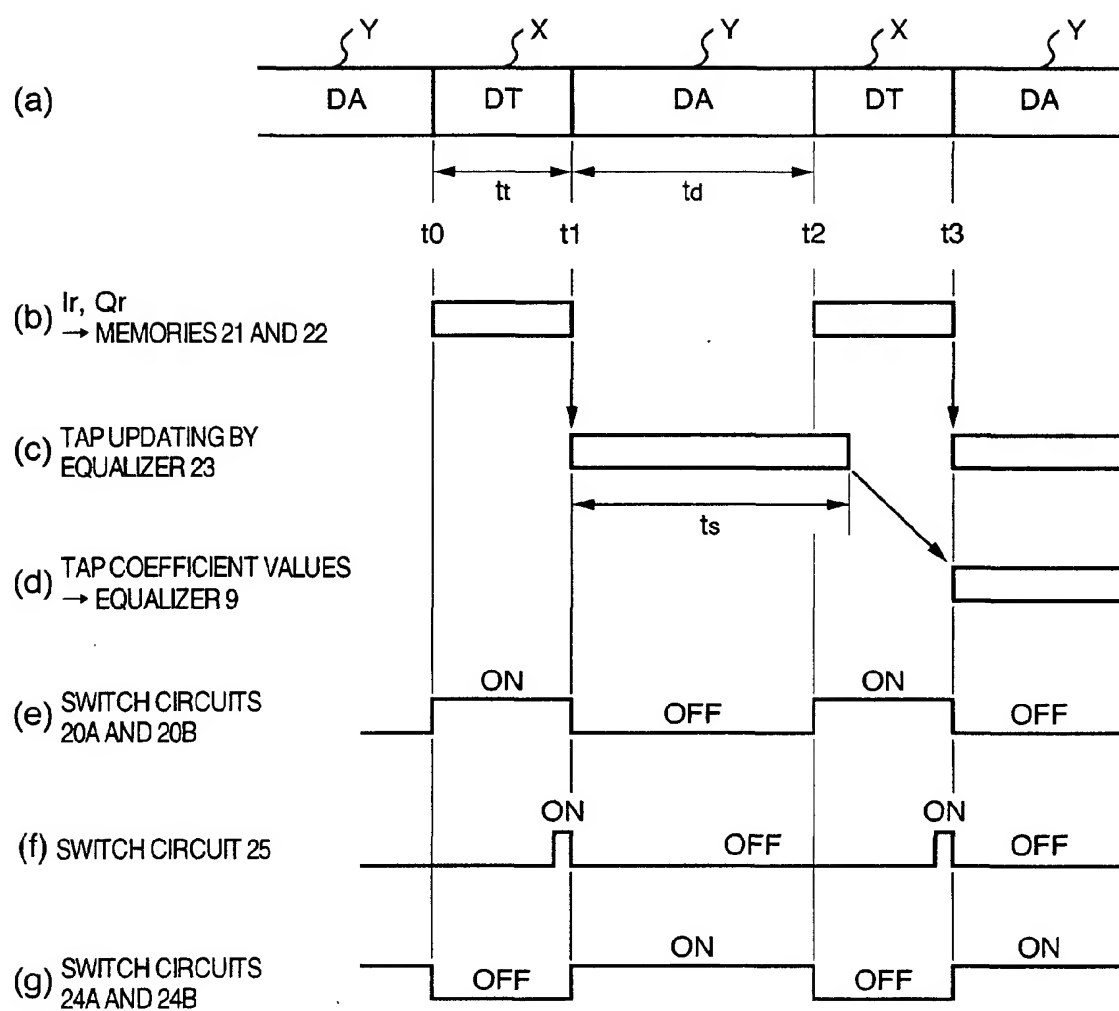 Y X Y X Y
(a) DA DT DA DT DA
tt td
t0 t1 t2 t3
(b) Ir, Qr
→ MEMORIES 21 AND 22
(c) TAP UPDATING BY
EQUALIZER 23
ts
(d) TAP COEFFICIENT VALUES
→ EQUALIZER 9
ON ON
(e) SWITCH CIRCUITS
20A AND 20B
OFF OFF
ON ON
(f) SWITCH CIRCUIT 25 OFF OFF
ON ON
(g) SWITCH CIRCUITS
24A AND 24B
OFF OFF